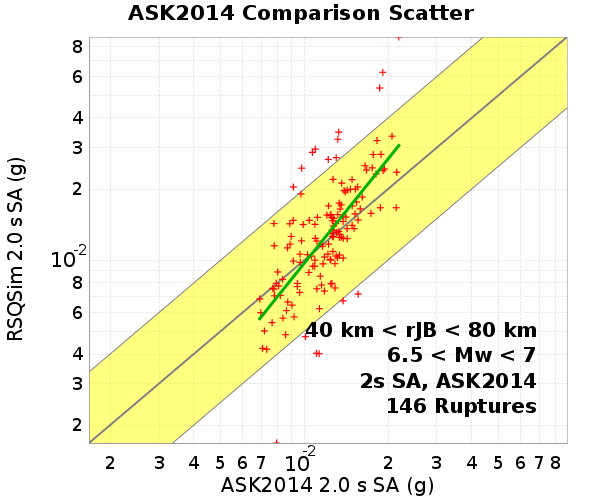 ASK2014 Comparison Scatter
8
6
4
3
2
10-2
8
6
4
3
2
RSQSim 2.0 s SA (g)
40 km < rJB < 80 km
6.5 < Mw < 7
2s SA, ASK2014
146 Ruptures
2 3 4 5 6 7 10-2 2 3 4 5 6 7 8
ASK2014 2.0 s SA (g)